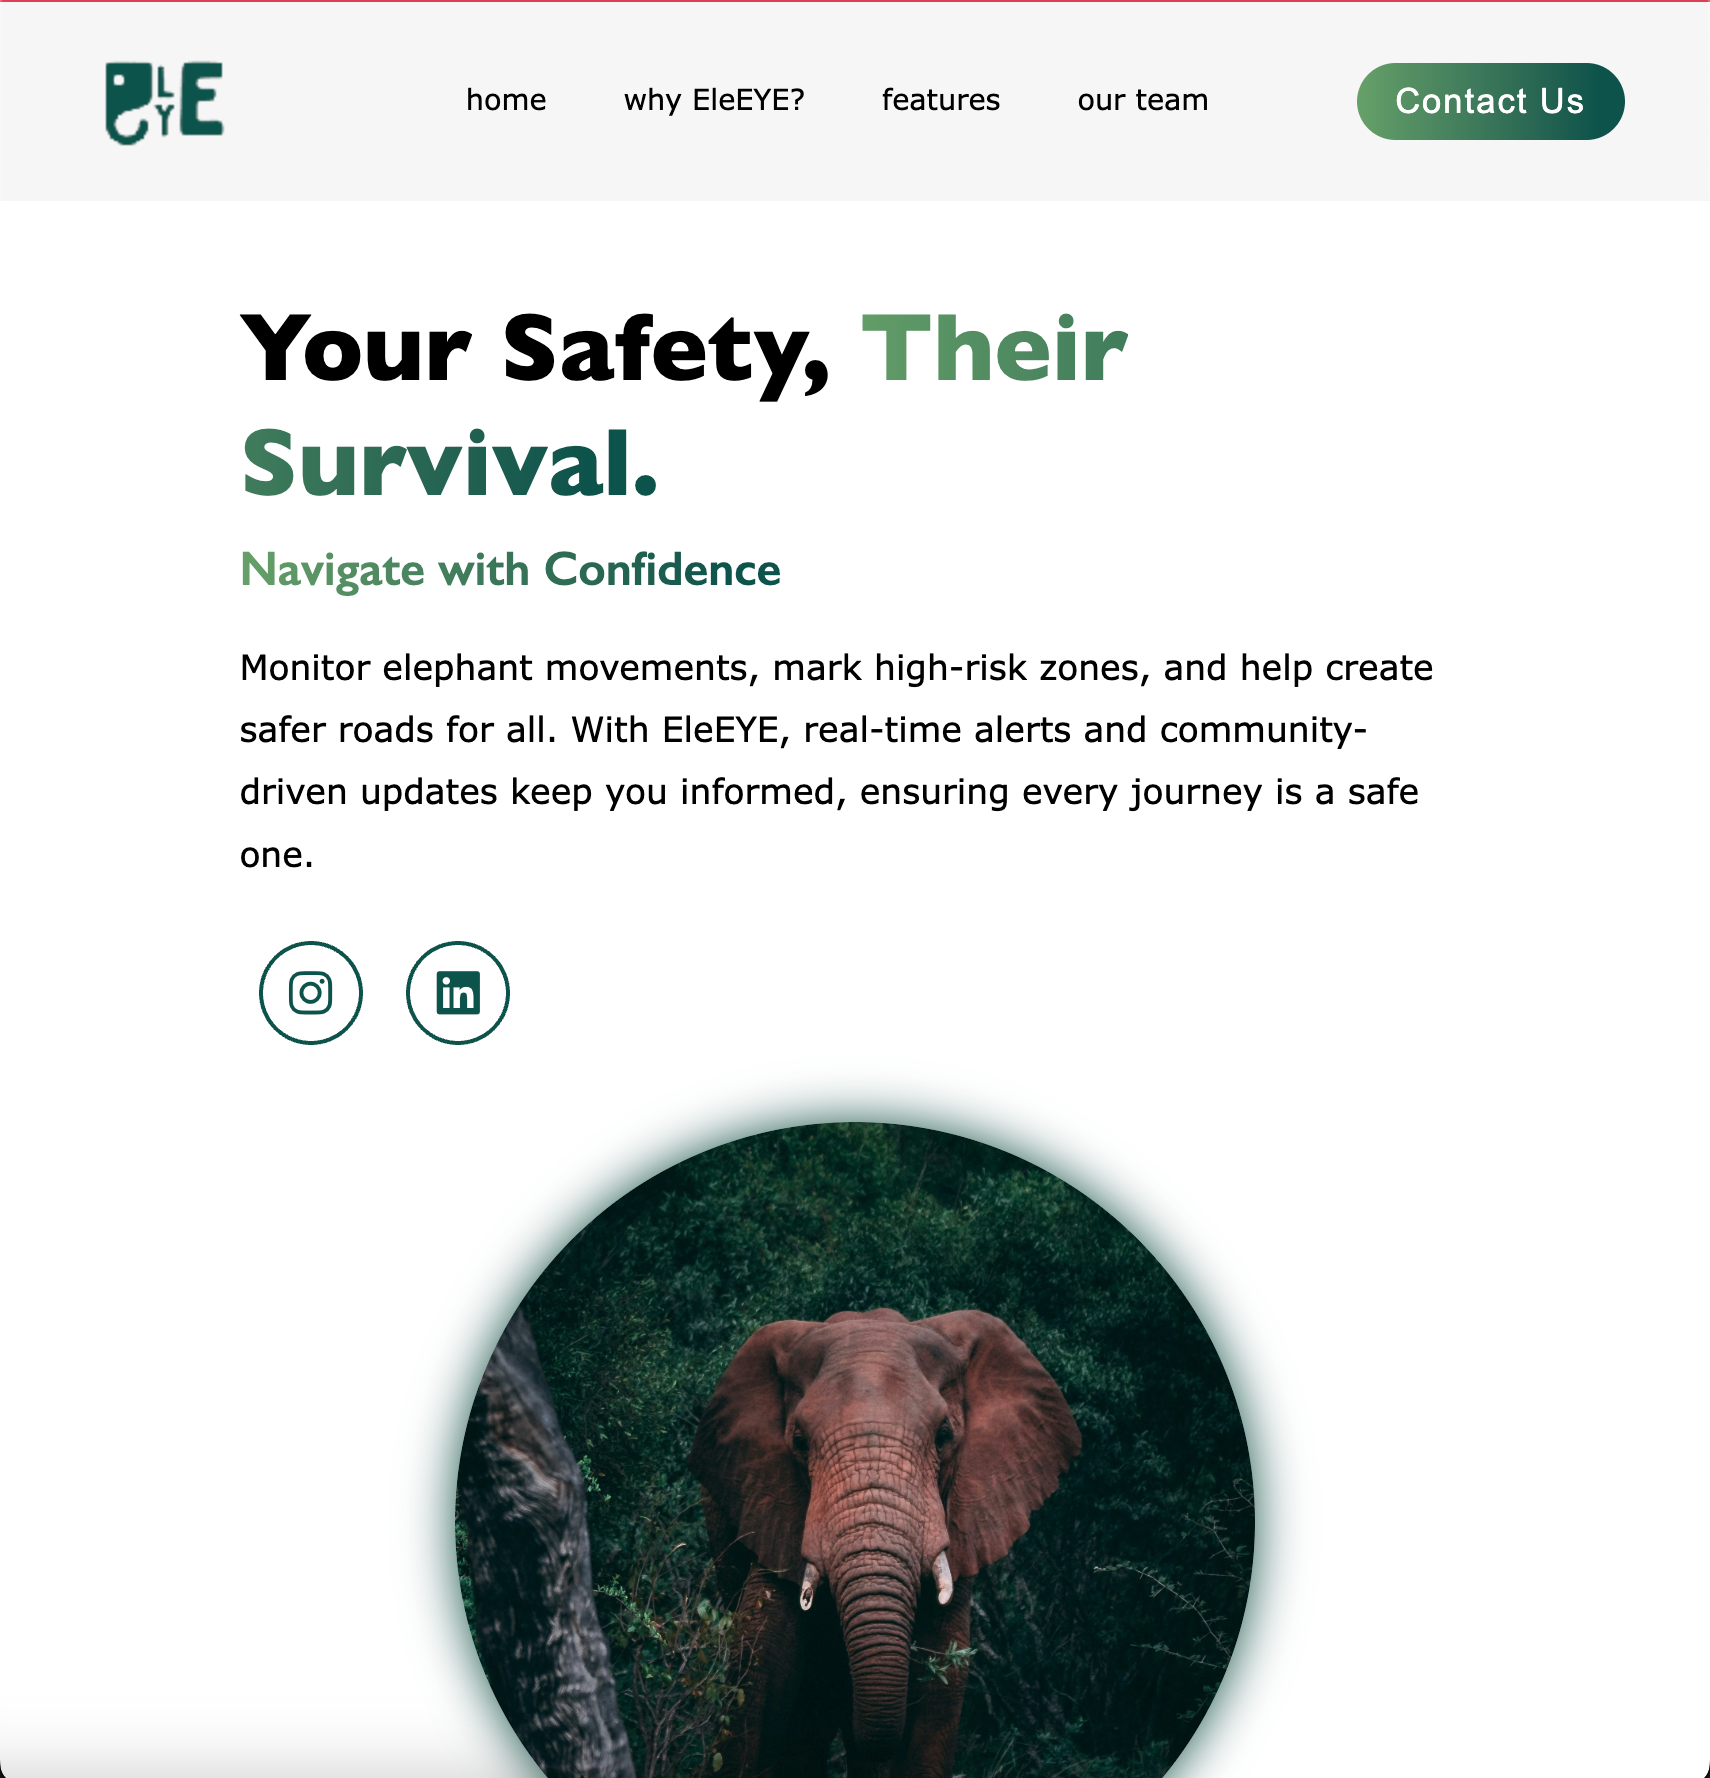 ELEYE
home why EleEYE? features our team Contact Us
Your Safety, Their
Survival.
Navigate with Confidence
Monitor elephant movements, mark high-risk zones, and help create
safer roads for all. With EleEYE, real-time alerts and community-
driven updates keep you informed, ensuring every journey is a safe
one.
in